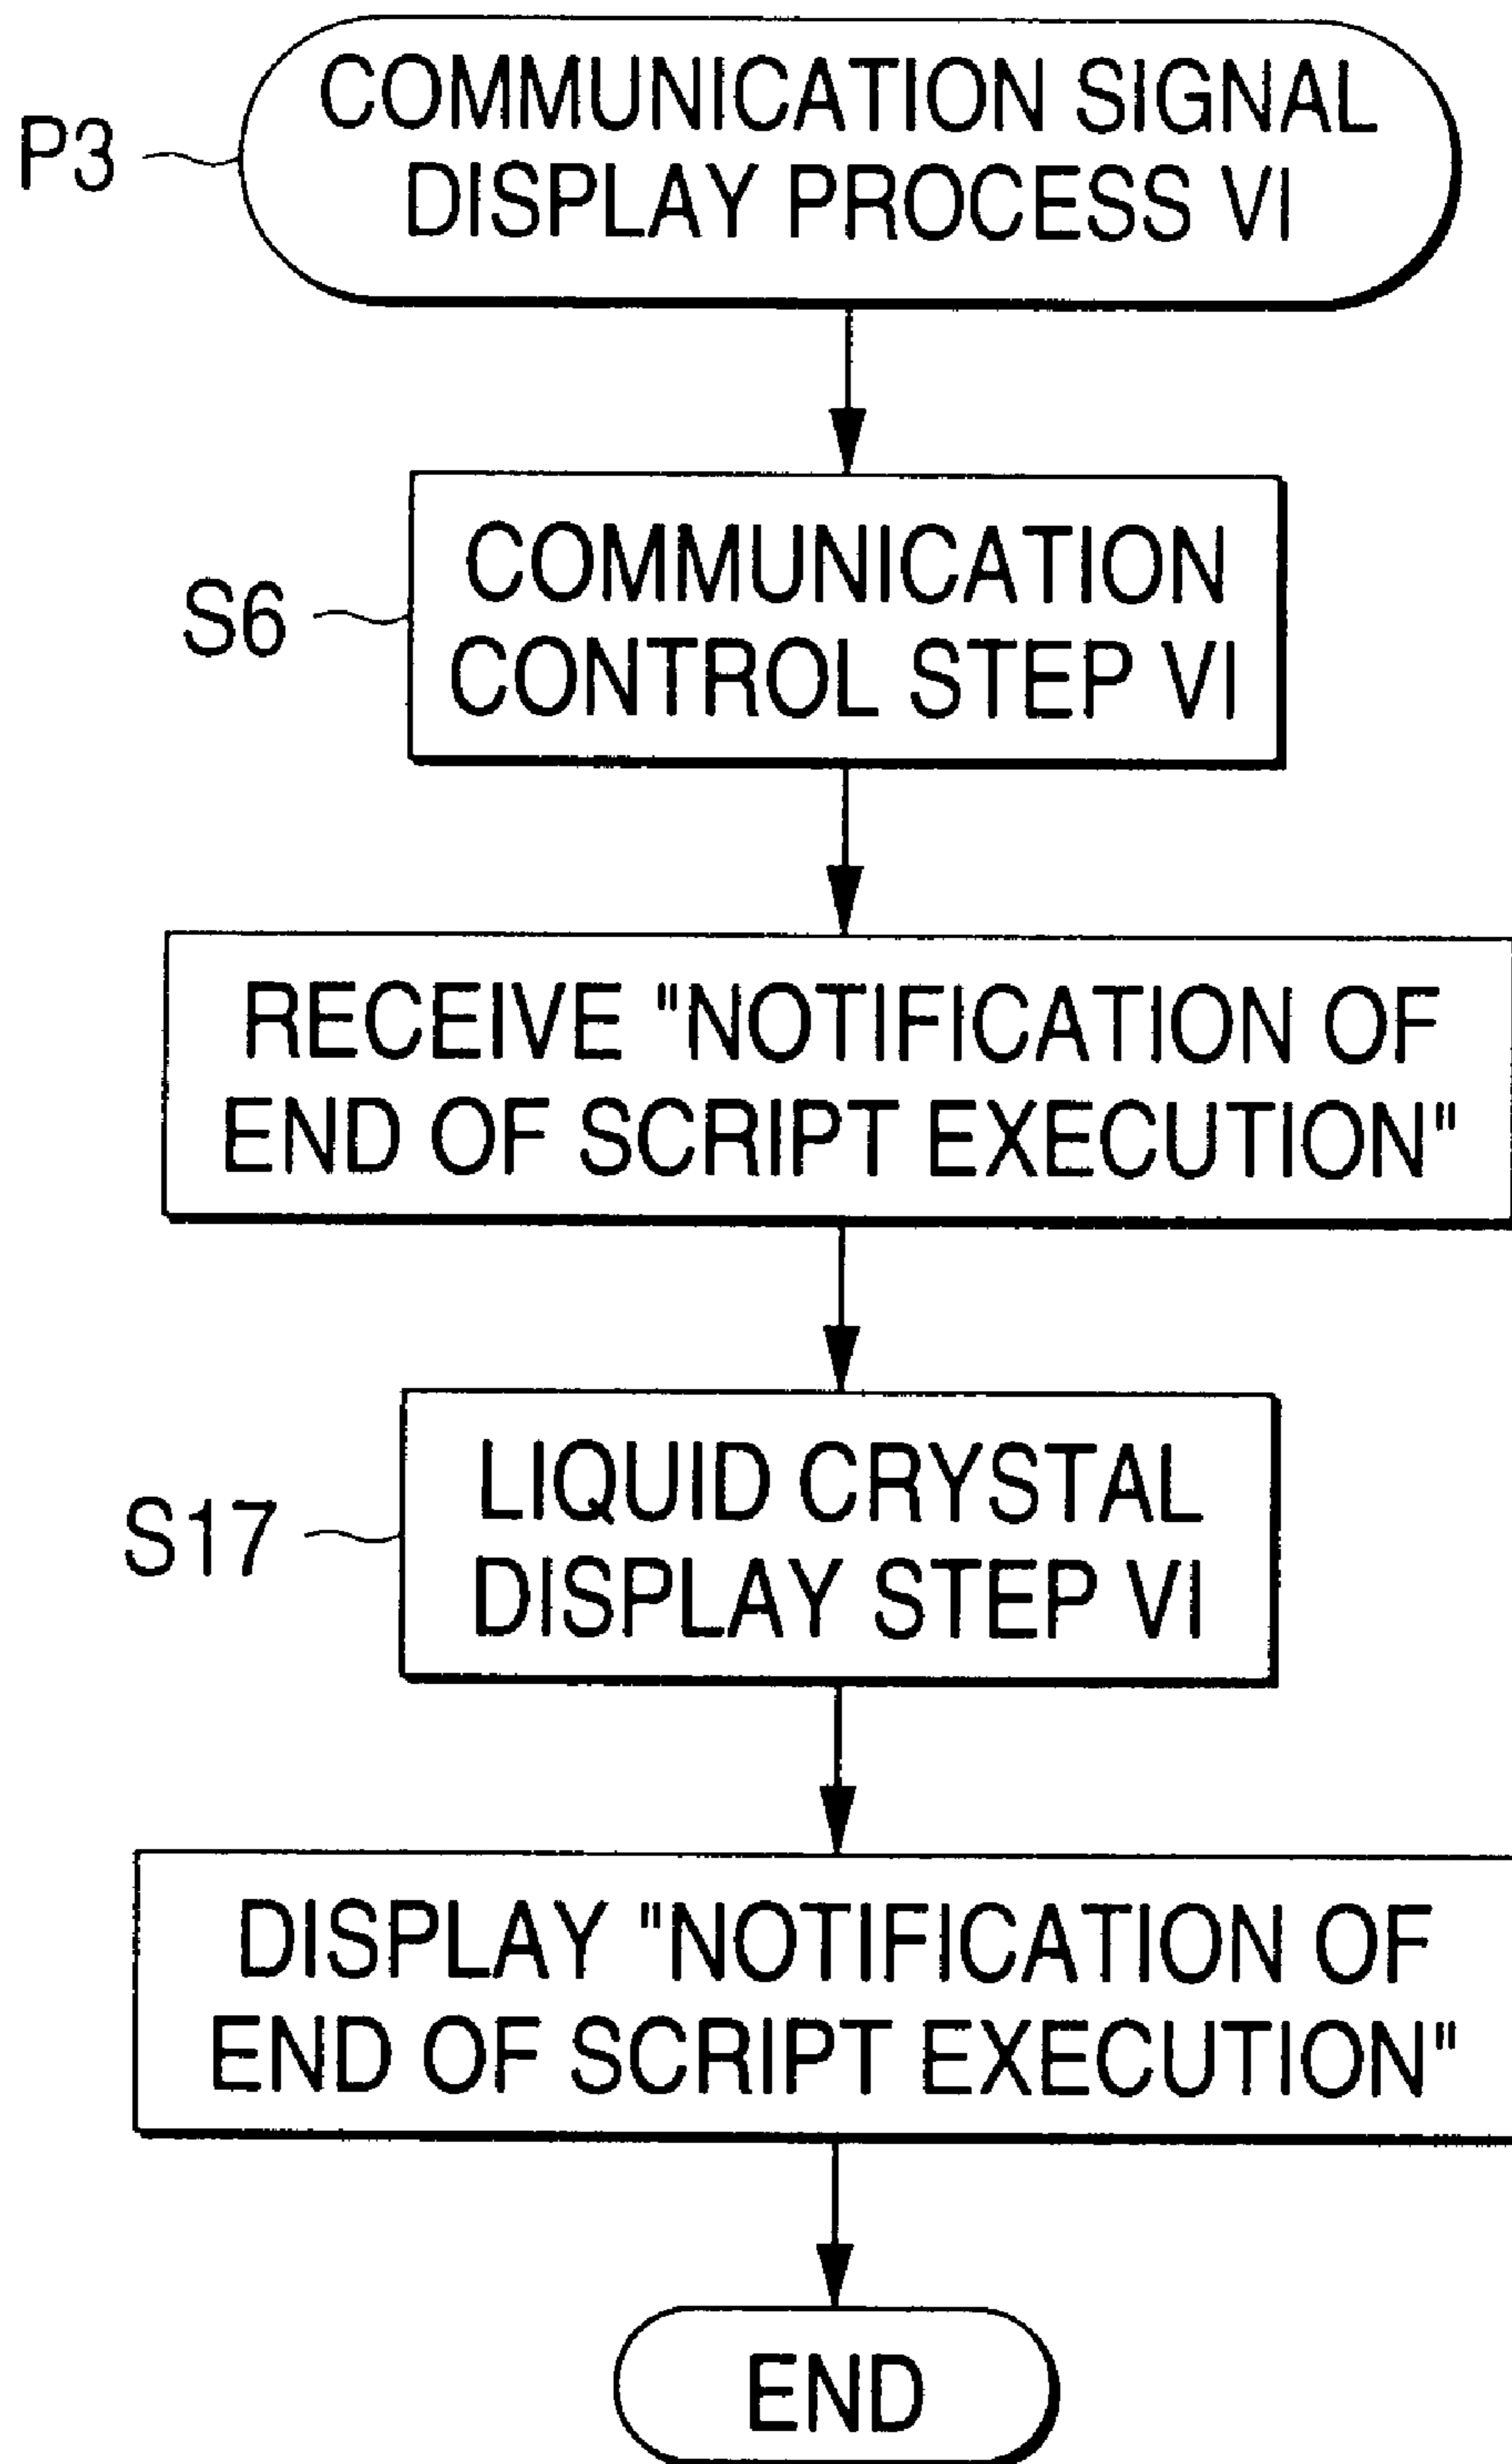 COMMUNICATION SIGNAL
DISPLAY PROCESS VI
P3
COMMUNICATION
CONTROL STEP VI
S6
RECEIVE "NOTIFICATION OF
END OF SCRIPT EXECUTION"
LIQUID CRYSTAL
DISPLAY STEP VI
S17
DISPLAY "NOTIFICATION OF
END OF SCRIPT EXECUTION"
END